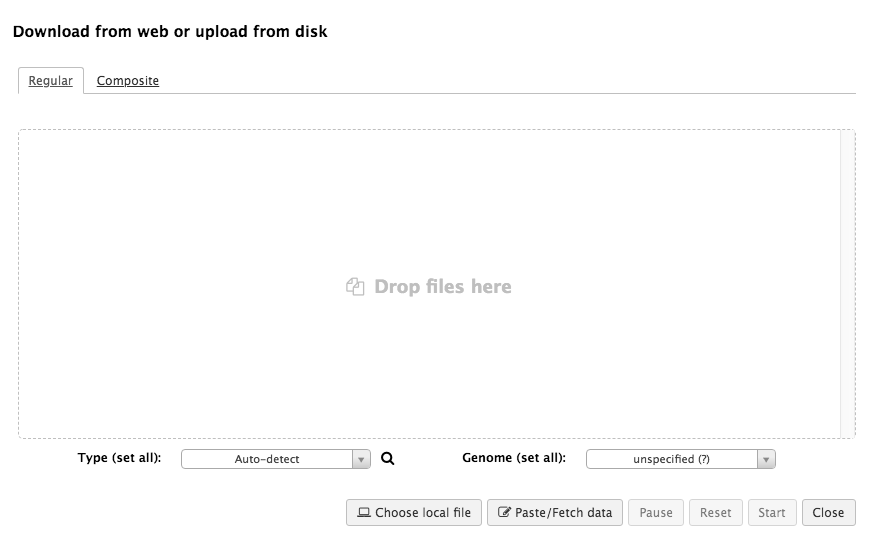 Download from web or upload from disk
Regular Composite
Drop files here
Type (set all): Auto-detect Genome (set all): unspecified (?)
Choose local file Paste/Fetch data Pause Reset Start Close